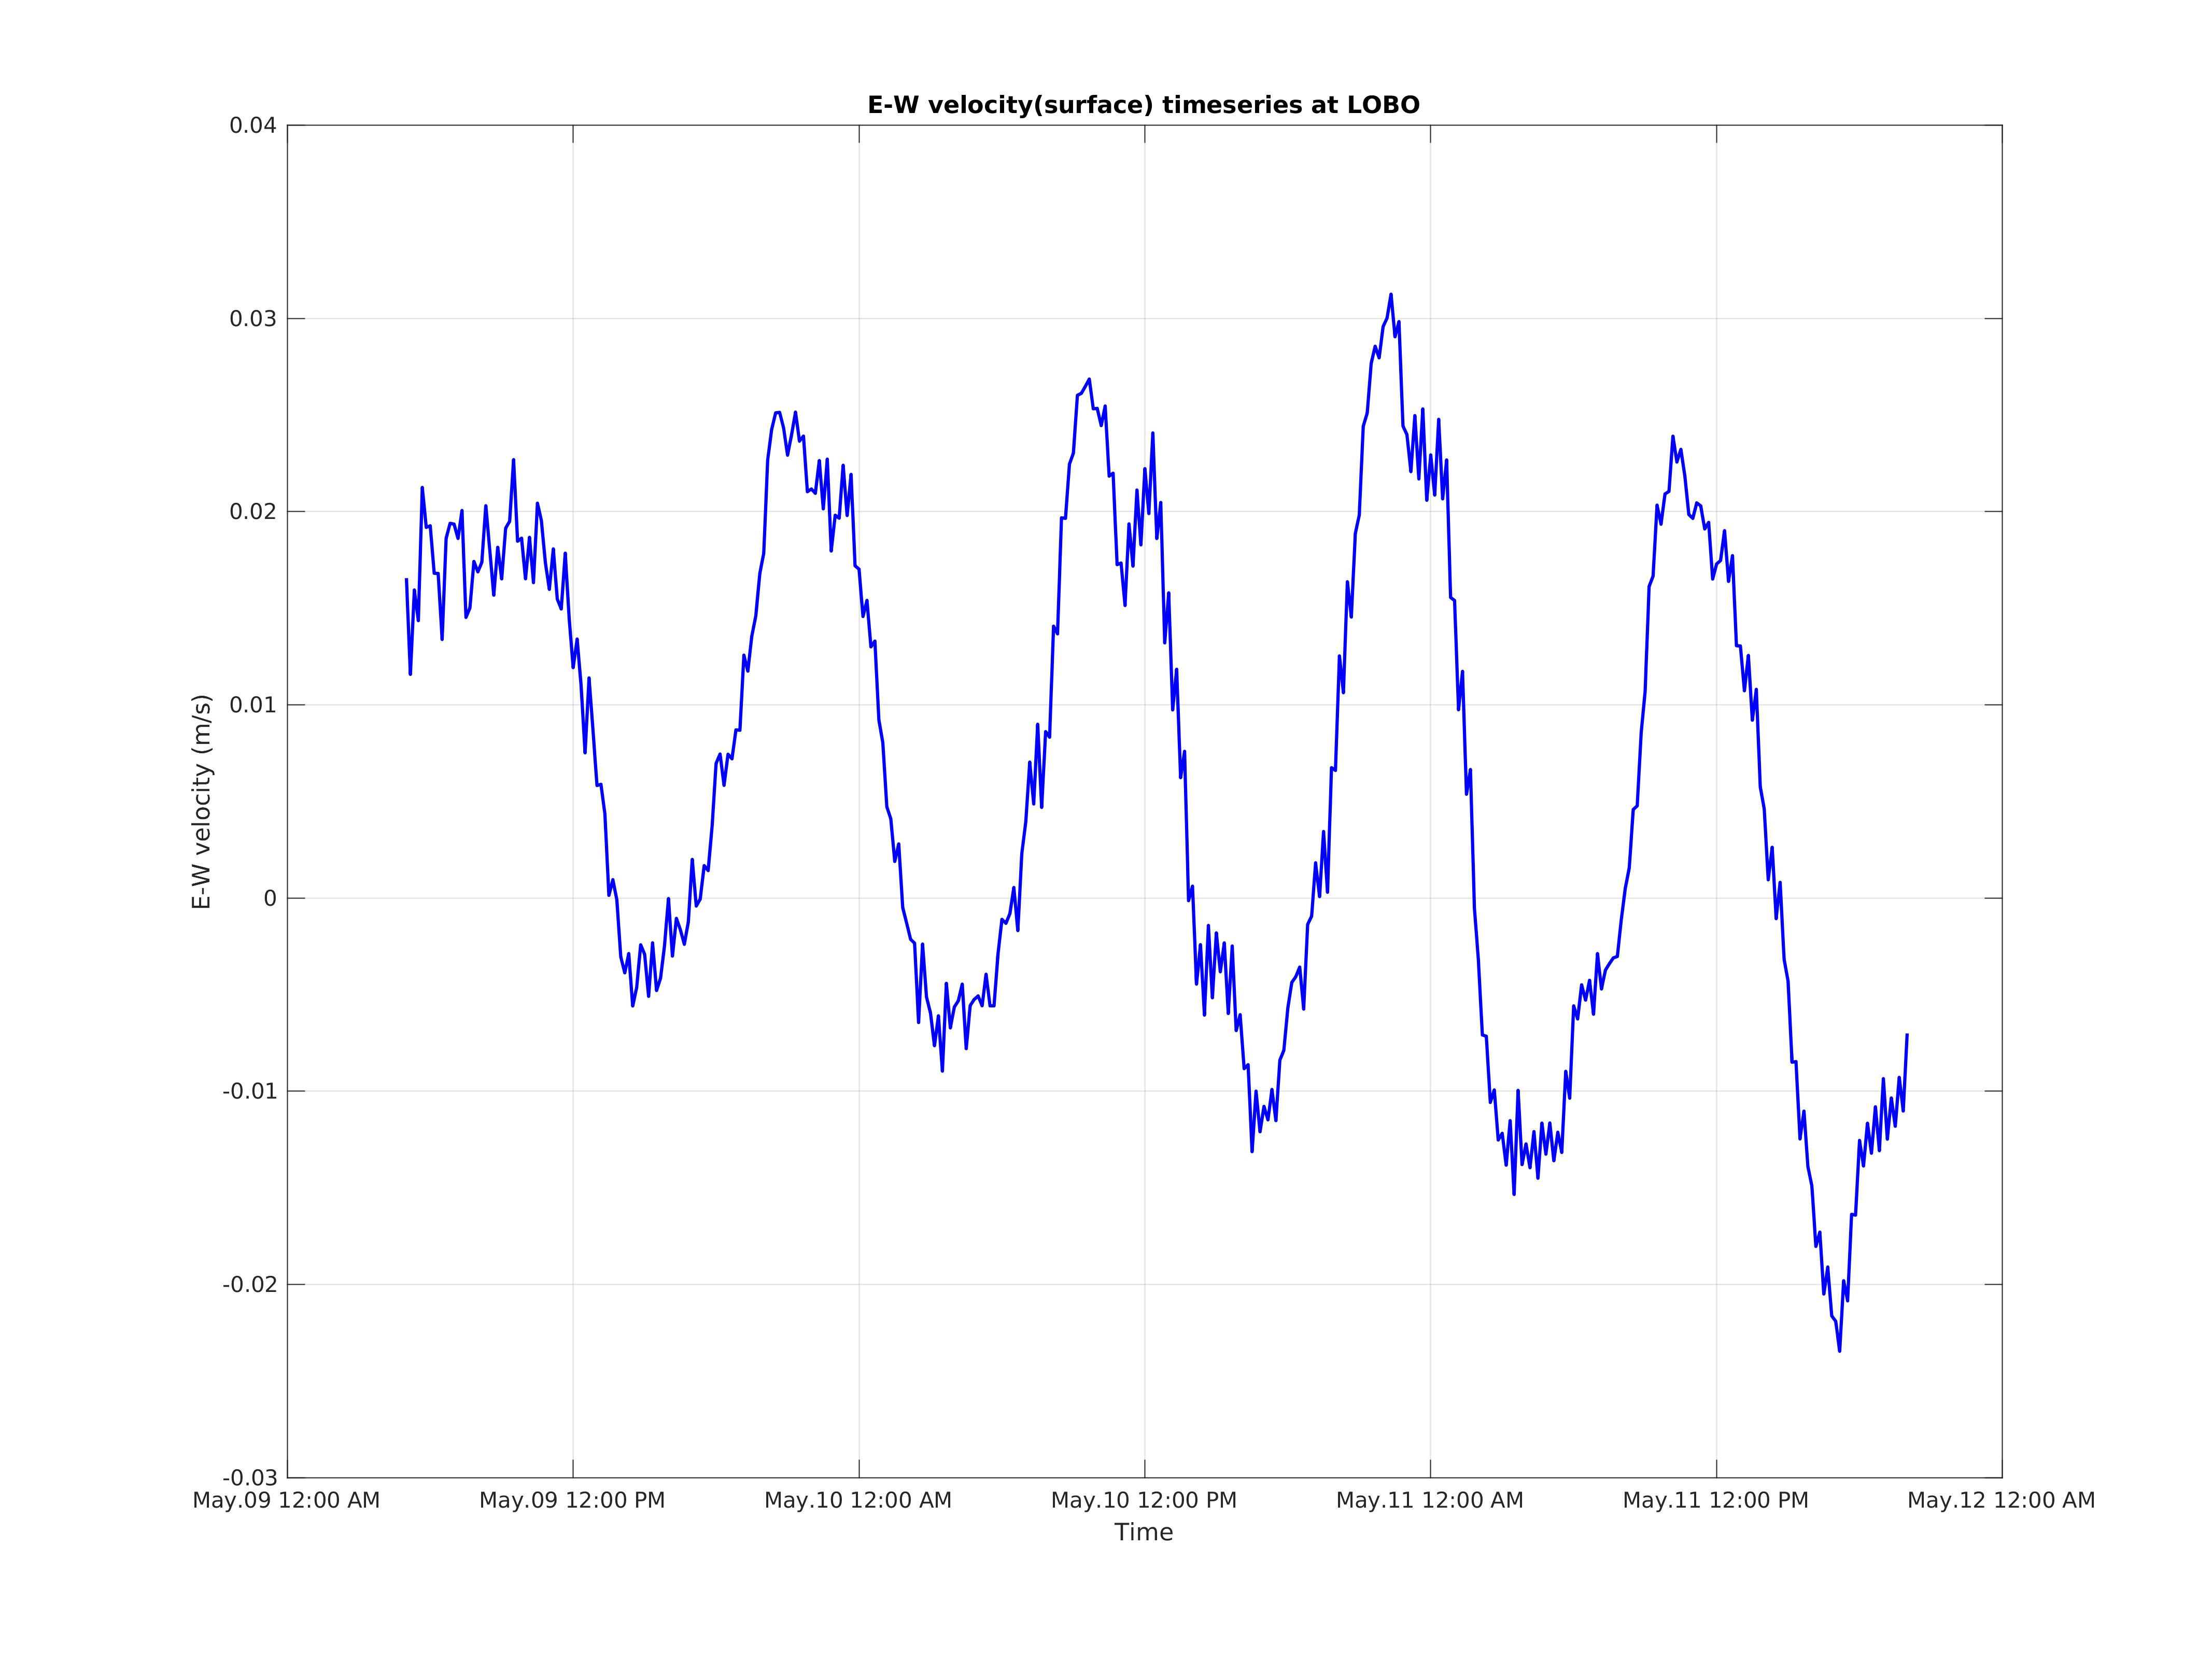 E-W velocity(surface) timeseries at LOBO
0.04
0.03
0.02
0.01
0
-0.01
-0.02
-0.03
E-W velocity (m/s)
May.09 12:00 AM May.09 12:00 PM May.10 12:00 AM May.10 12:00 PM May.11 12:00 AM May.11 12:00 PM May.12 12:00 AM
Time